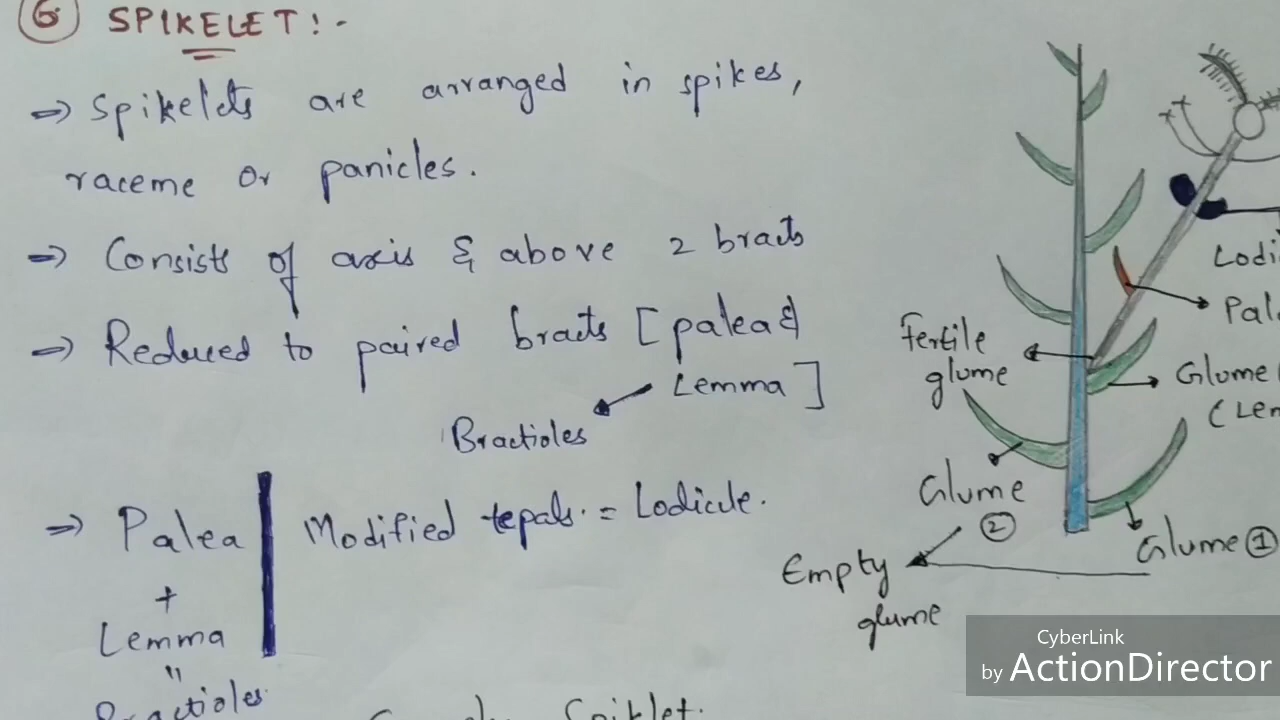 6 SPIKELET:-
=> Spikelets are arranged in spikes,
raceme or panicles.
=> Consists of axis & above 2 bracts
=> Reduced to paired bracts [palea &
Lemma]
Bractioles
=> Palea
+
Lemma
"
Bractioles
Modified tepals = Lodicule.
Lodi
Pal
Fertile
glume
Glume
(Lem
Glume
②
Glume ①
Empty
glume
Spiklet.
CyberLink
by ActionDirector